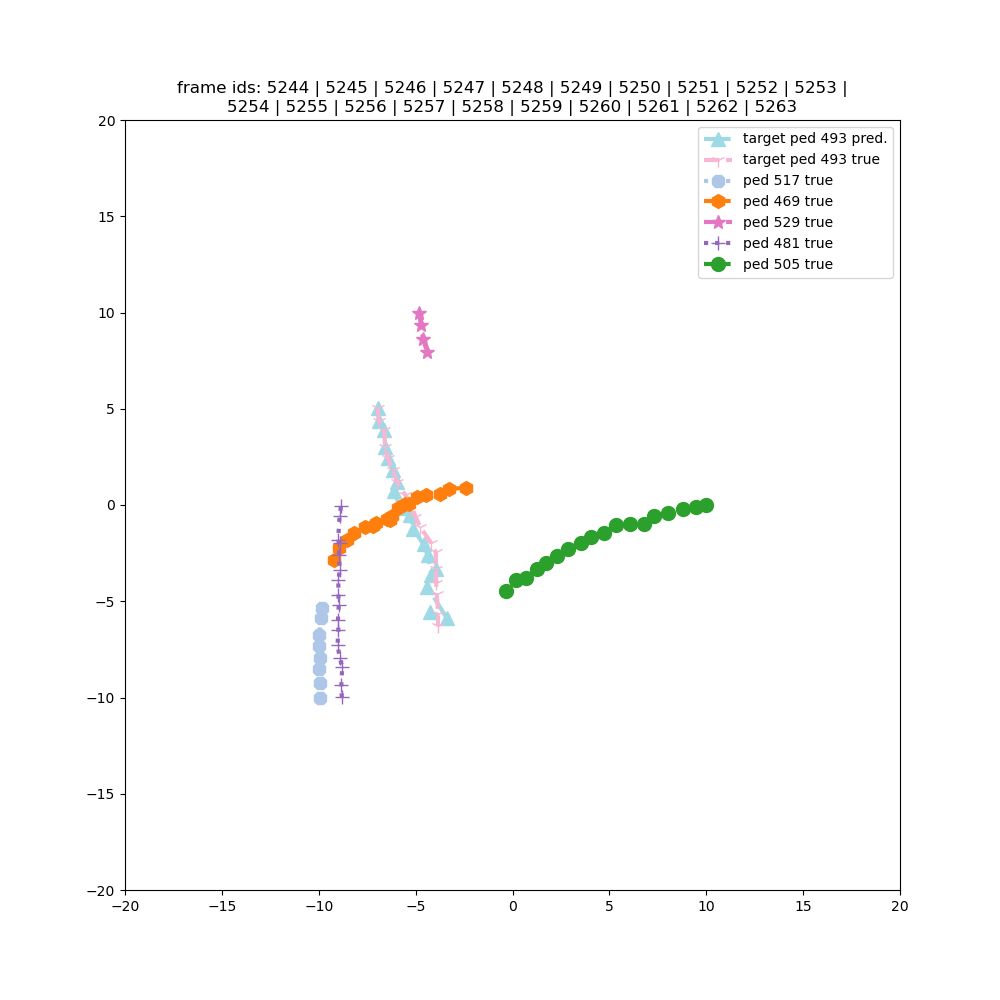 frame ids: 5244 | 5245 | 5246 | 5247 | 5248 | 5249 | 5250 | 5251 | 5252 | 5253 |
5254 | 5255 | 5256 | 5257 | 5258 | 5259 | 5260 | 5261 | 5262 | 5263
target ped 493 pred.
target ped 493 true
ped 517 true
ped 469 true
ped 529 true
ped 481 true
ped 505 true
20
15
10
5
0
−5
−10
−15
−20
−20 −15 −10 −5 0 5 10 15 20